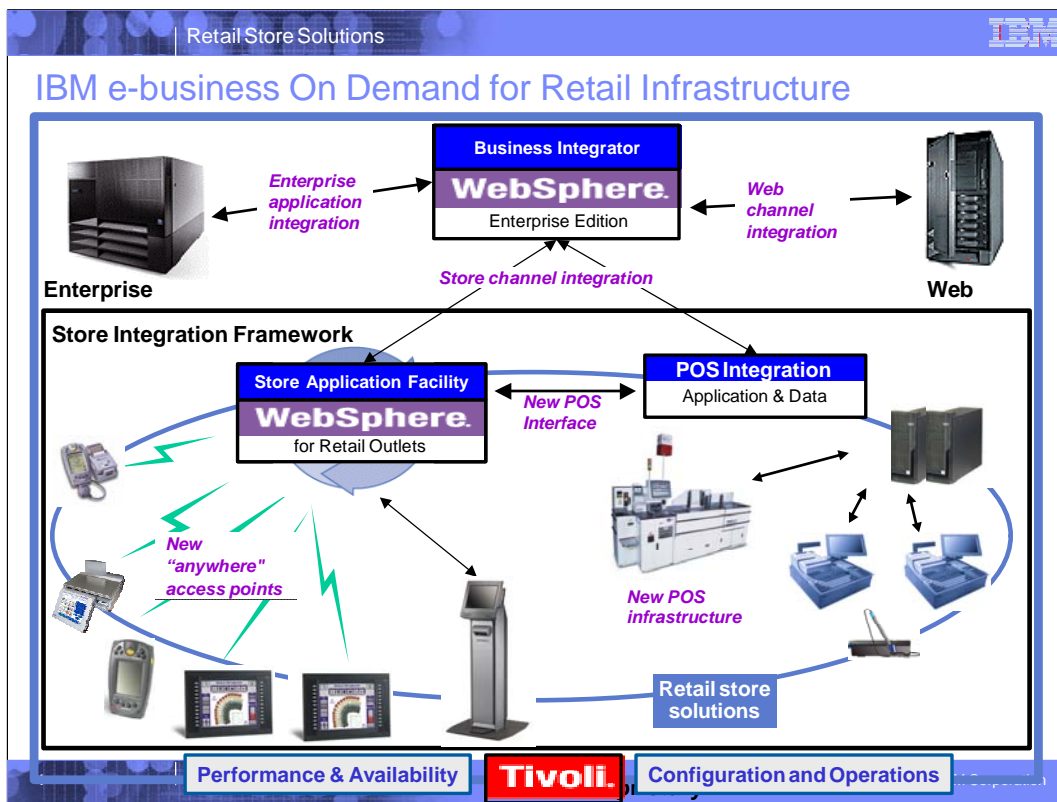 Retail Store Solutions
IBM
IBM e-business On Demand for Retail Infrastructure
Business Integrator
WebSphere.
Enterprise Edition
Enterprise
application
integration
Web
channel
integration
Enterprise
Store channel integration
Web
Store Integration Framework
Store Application Facility
WebSphere.
for Retail Outlets
New POS
Interface
POS Integration
Application & Data
New
“anywhere"
access points
New POS
infrastructure
Retail store
solutions
Performance & Availability
Tivoli.
Configuration and Operations
Corporation